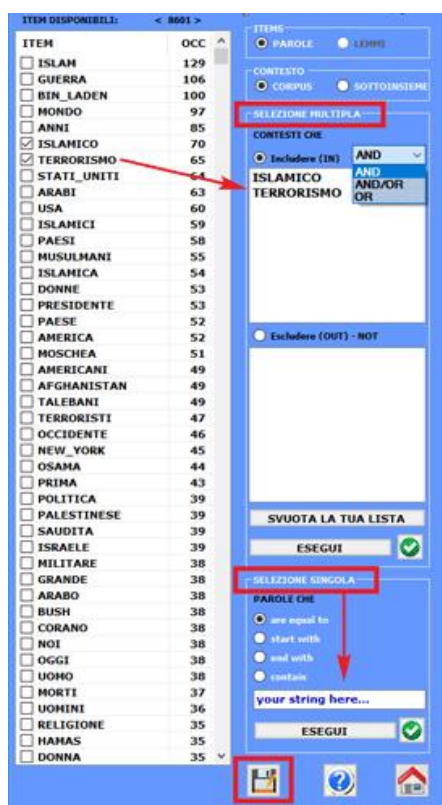 ITEM DISPONIBILI: < 8601 >
ITEM OCC
ISLAM 129
GUERRA 106
BIN_LADEN 100
MONDO 97
ANNI 85
ISLAMICO 70
TERRORISMO 65
STATI_UNITI 64
ARABI 63
USA 60
ISLAMICI 59
PAESI 58
MUSULMANI 55
ISLAMICA 54
DONNE 53
PRESIDENTE 53
PAESE 52
AMERICA 52
MOSCHEA 51
AMERICANI 49
AFGHANISTAN 49
TALEBANI 49
TERRORISTI 47
OCCIDENTE 46
NEW_YORK 45
OSAMA 44
PRIMA 43
POLITICA 39
PALESTINESE 39
SAUDITA 39
ISRAELE 39
MILITARE 38
GRANDE 38
ARABO 38
BUSH 38
CORANO 38
NOI 38
OGGI 38
UOMO 38
MORTI 37
UOMINI 36
RELIGIONE 35
HAMAS 35
DONNA 35
ITEMS
PAROLE LEMMI
CONTESTO
CORPUS SOTTOINSIEME
SELEZIONE MULTIPLA
CONTESTI CHE
Includere (IN) AND
AND
AND/OR
OR
ISLAMICO
TERRORISMO
Escludere (OUT) - NOT
SVUOTA LA TUA LISTA
ESEGUI
SELEZIONE SINGOLA
PAROLE CHE
are equal to
start with
end with
contain
your string here...
ESEGUI
?